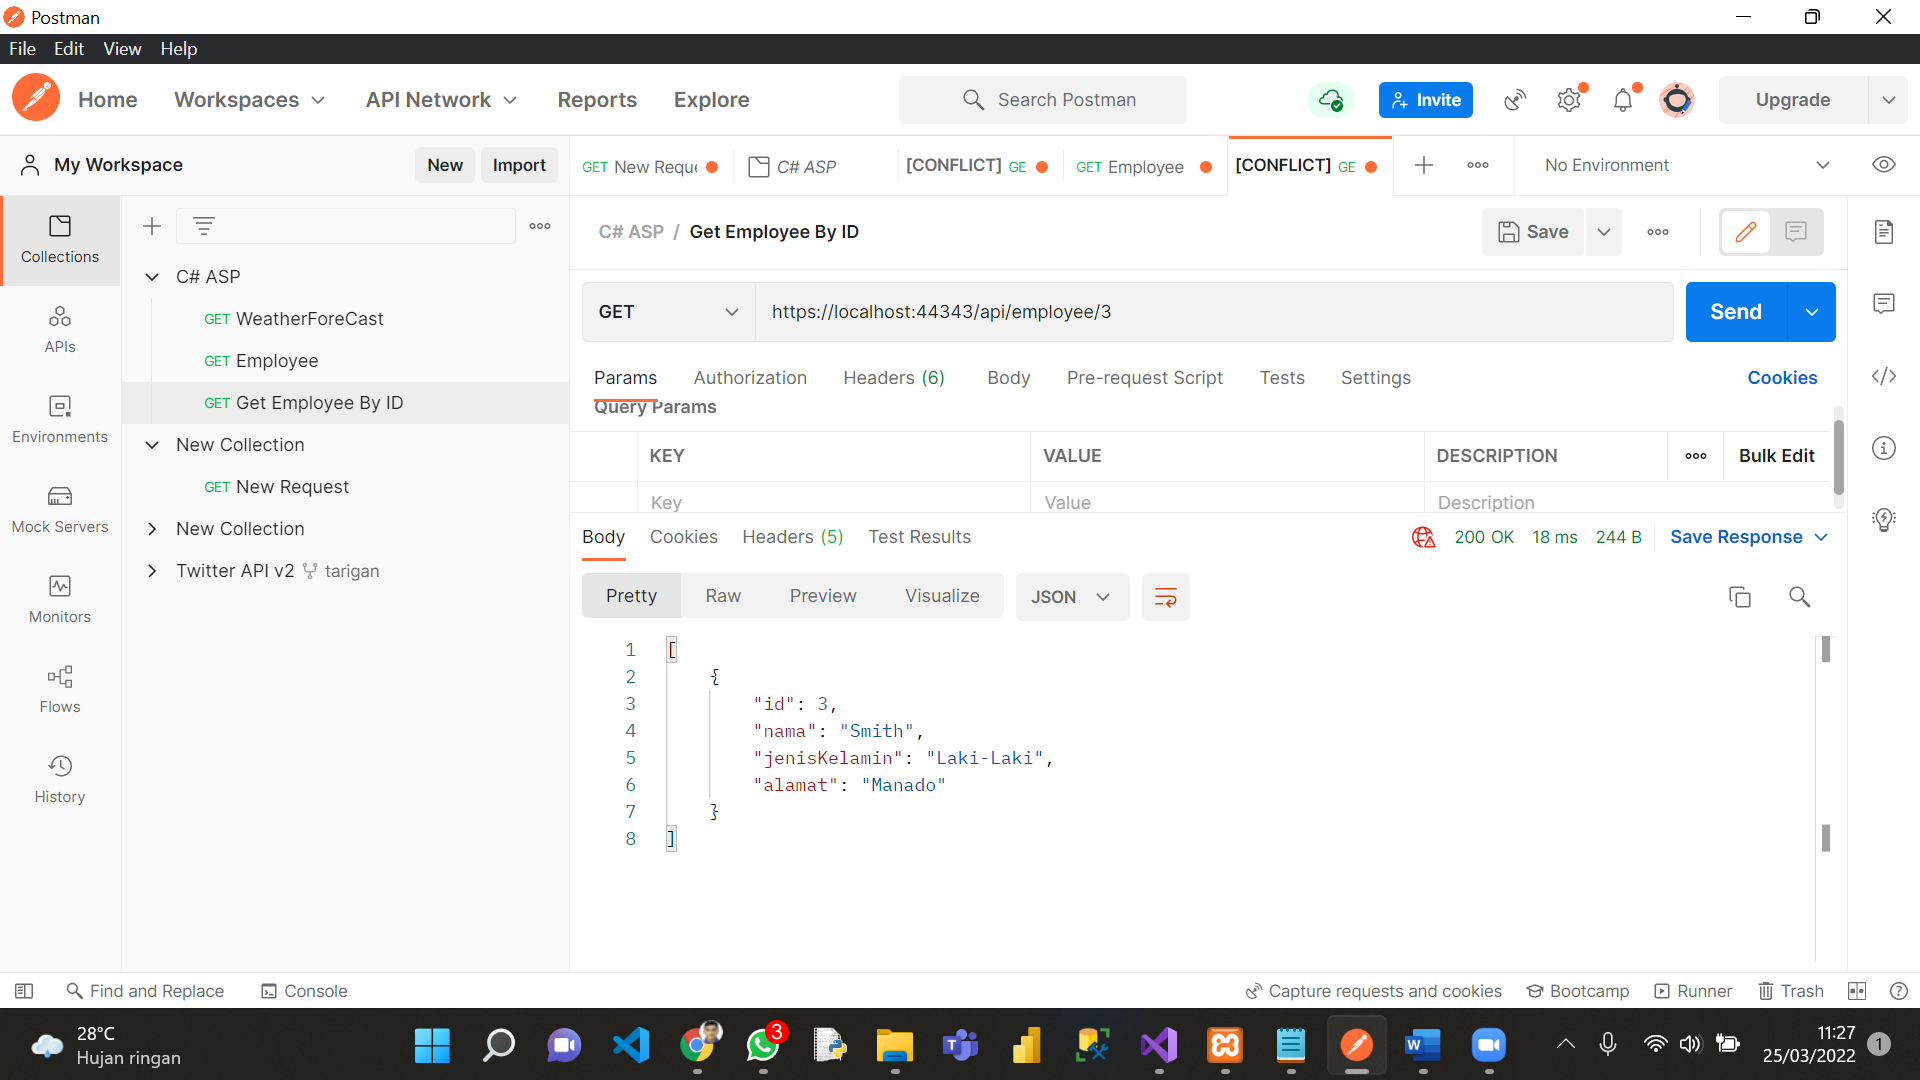 Postman
File Edit View Help
Home Workspaces API Network Reports Explore Search Postman Invite Upgrade
My Workspace New Import
GET New Reque C# ASP [CONFLICT] GE GET Employee [CONFLICT] GE No Environment
Collections
APIs
Environments
Mock Servers
Monitors
Flows
History
C# ASP
GET WeatherForeCast
GET Employee
GET Get Employee By ID
New Collection
GET New Request
New Collection
Twitter API v2 tarigan
C# ASP / Get Employee By ID Save
GET https://localhost:44343/api/employee/3 Send
Params Authorization Headers (6) Body Pre-request Script Tests Settings Cookies
Query Params
KEY VALUE DESCRIPTION Bulk Edit
Key Value Description
Body Cookies Headers (5) Test Results 200 OK 18 ms 244 B Save Response
Pretty Raw Preview Visualize JSON
1 [
2 {
3 "id": 3,
4 "nama": "Smith",
5 "jenisKelamin": "Laki-Laki",
6 "alamat": "Manado"
7 }
8 ]
Find and Replace Console Capture requests and cookies Bootcamp Runner Trash
28°C
Hujan ringan
3
11:27
25/03/2022
1